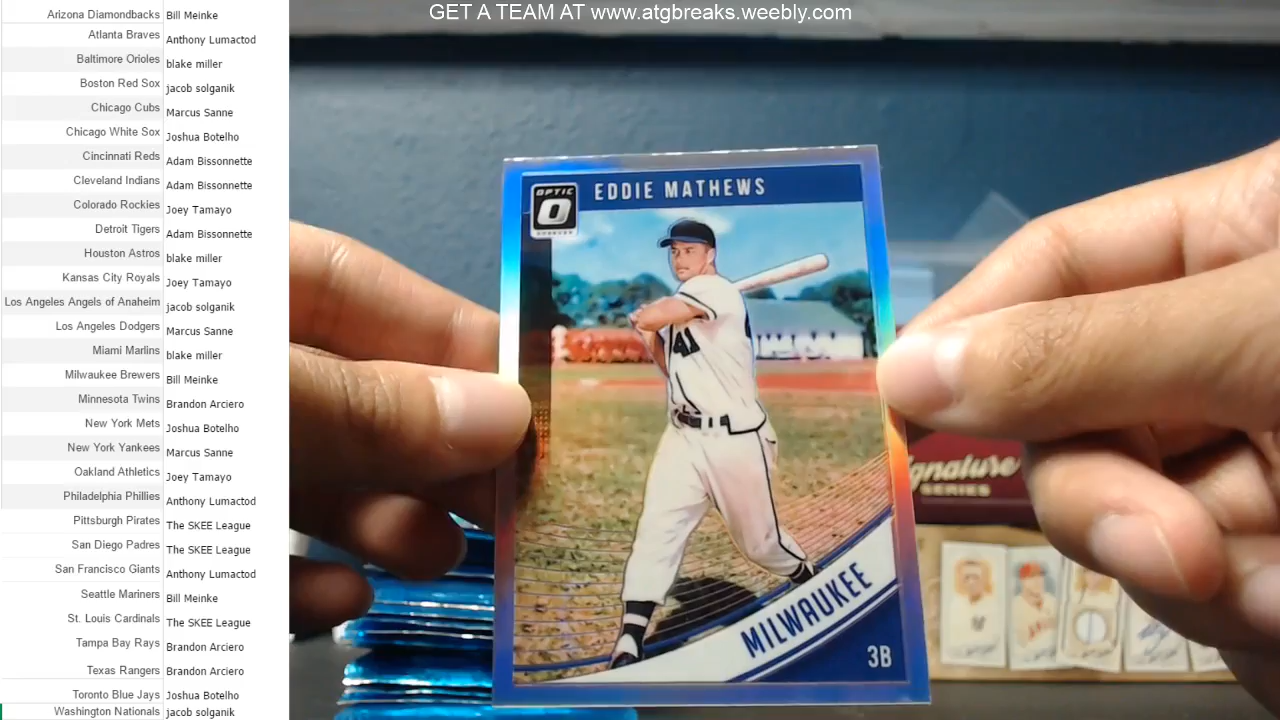 GET A TEAM AT www.atgbreaks.weebly.com
Arizona Diamondbacks Bill Meinke
Atlanta Braves Anthony Lumactod
Baltimore Orioles blake miller
Boston Red Sox jacob solganik
Chicago Cubs Marcus Sanne
Chicago White Sox Joshua Botelho
Cincinnati Reds Adam Bissonnette
Cleveland Indians Adam Bissonnette
Colorado Rockies Joey Tamayo
Detroit Tigers Adam Bissonnette
Houston Astros blake miller
Kansas City Royals Joey Tamayo
Los Angeles Angels of Anaheim jacob solganik
Los Angeles Dodgers Marcus Sanne
Miami Marlins blake miller
Milwaukee Brewers Bill Meinke
Minnesota Twins Brandon Arciero
New York Mets Joshua Botelho
New York Yankees Marcus Sanne
Oakland Athletics Joey Tamayo
Philadelphia Phillies Anthony Lumactod
Pittsburgh Pirates The SKEE League
San Diego Padres The SKEE League
San Francisco Giants Anthony Lumactod
Seattle Mariners Bill Meinke
St. Louis Cardinals The SKEE League
Tampa Bay Rays Brandon Arciero
Texas Rangers Brandon Arciero
Toronto Blue Jays Joshua Botelho
Washington Nationals jacob solganik
OPTIC
O
EDDIE MATHEWS
41
MILWAUKEE
3B
SERIES